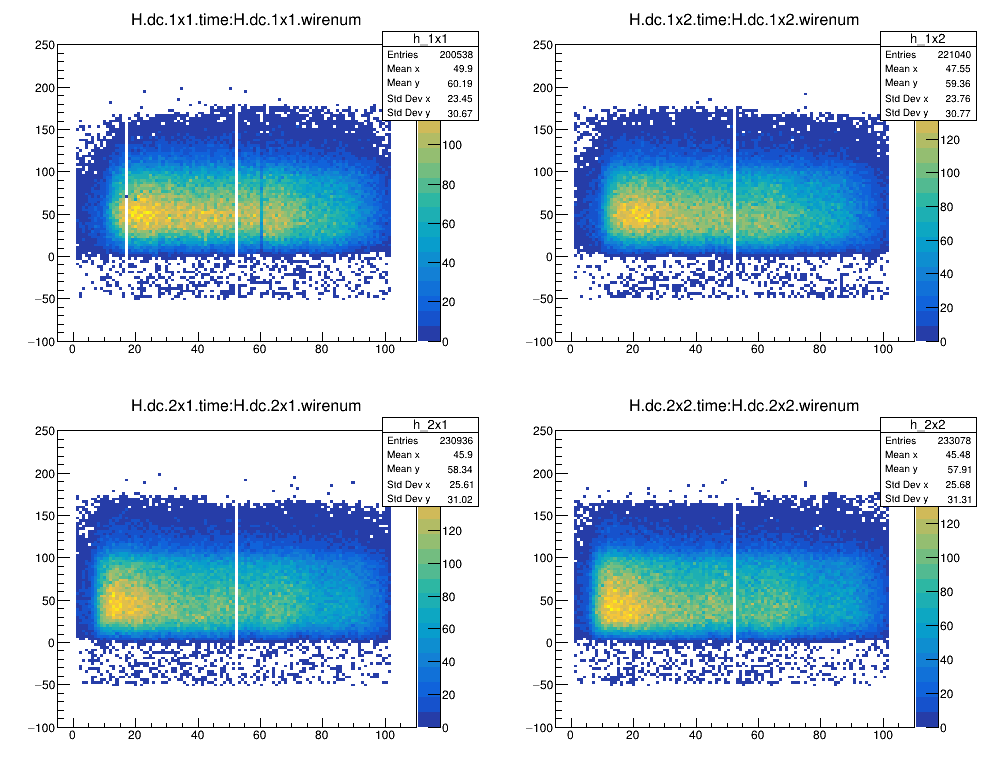 H.dc.1x1.time:H.dc.1x1.wirenum
h_1x1
Entries 200538
Mean x 49.9
Mean y 60.19
Std Dev x 23.45
Std Dev y 30.67
250
200
150
100
50
0
−50
−100
0 20 40 60 80 100
100
80
60
40
20
0
H.dc.1x2.time:H.dc.1x2.wirenum
h_1x2
Entries 221040
Mean x 47.55
Mean y 59.36
Std Dev x 23.76
Std Dev y 30.77
250
200
150
100
50
0
−50
−100
0 20 40 60 80 100
120
100
80
60
40
20
0
H.dc.2x1.time:H.dc.2x1.wirenum
h_2x1
Entries 230936
Mean x 45.9
Mean y 58.34
Std Dev x 25.61
Std Dev y 31.02
250
200
150
100
50
0
−50
−100
0 20 40 60 80 100
120
100
80
60
40
20
0
H.dc.2x2.time:H.dc.2x2.wirenum
h_2x2
Entries 233078
Mean x 45.48
Mean y 57.91
Std Dev x 25.68
Std Dev y 31.31
250
200
150
100
50
0
−50
−100
0 20 40 60 80 100
120
100
80
60
40
20
0